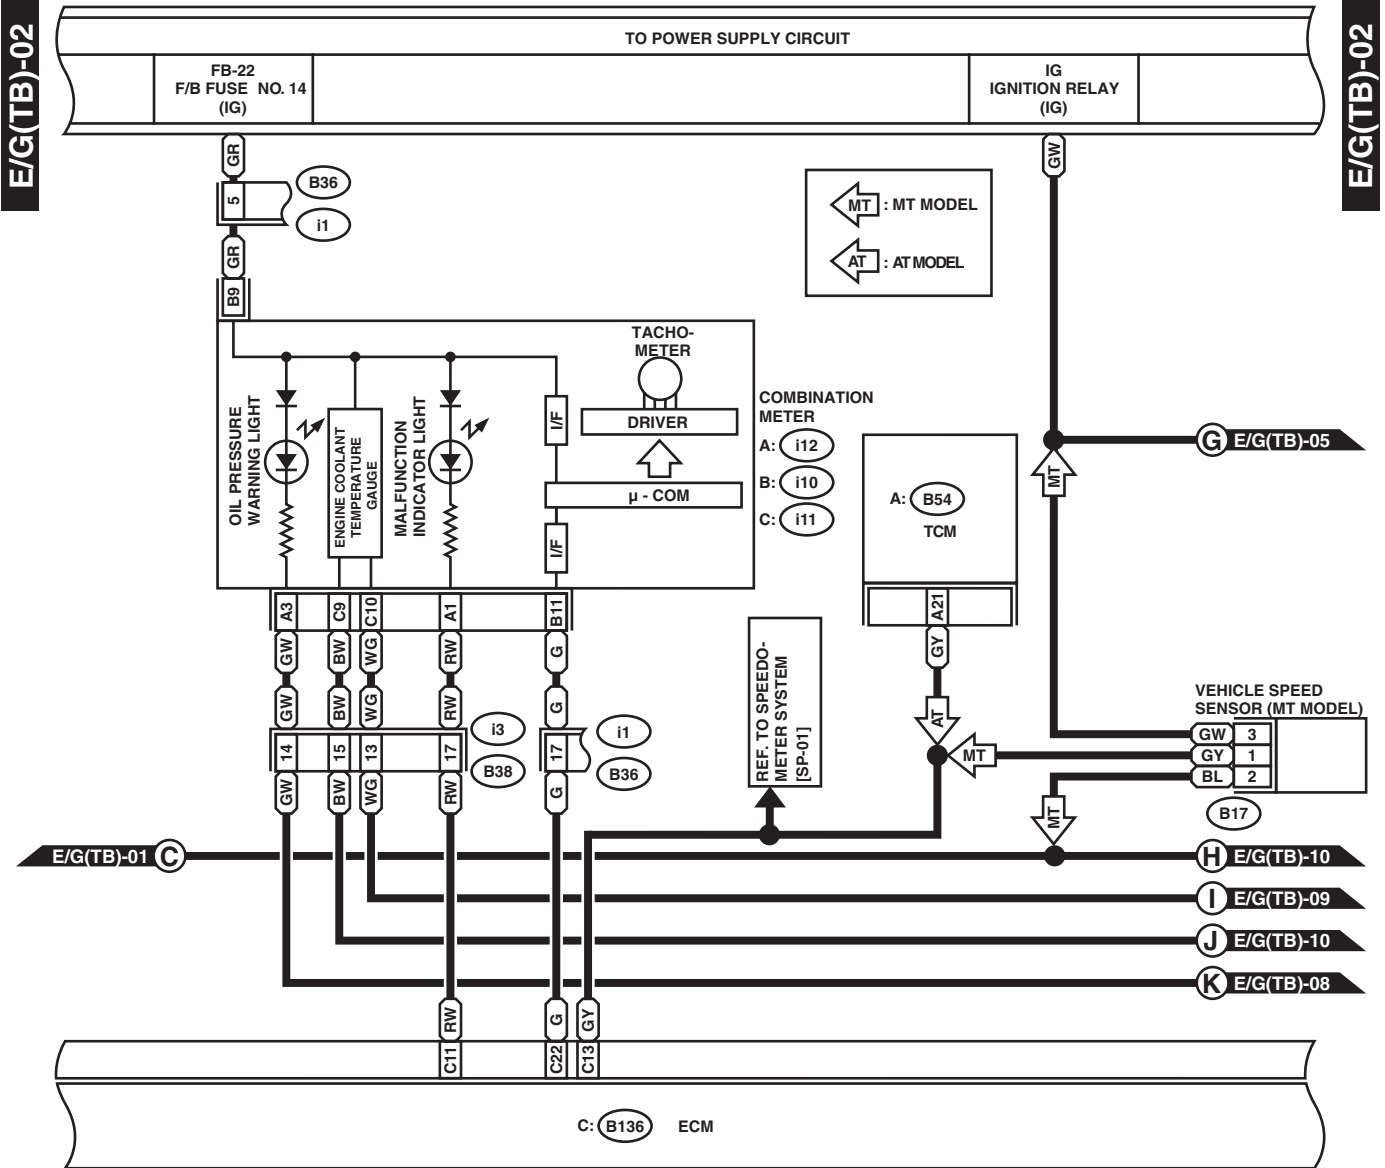 E/G(TB)-02
E/G(TB)-02
TO POWER SUPPLY CIRCUIT
FB-22
F/B FUSE NO. 14
(IG)
IG
IGNITION RELAY
(IG)
GR
GW
5
B36
i1
GR
B9
MT : MT MODEL
AT : AT MODEL
TACHO-
METER
DRIVER
μ - COM
I/F
I/F
OIL PRESSURE
WARNING LIGHT
ENGINE COOLANT
TEMPERATURE
GAUGE
MALFUNCTION
INDICATOR LIGHT
COMBINATION
METER
A: i12
B: i10
C: i11
A: B54
TCM
A21
GY
AT
MT
G E/G(TB)-05
MT
A3 C9 C10 A1 B11
GW BW WG RW G
GW BW WG RW G
14 15 13 17 17
i3
B38
i1
B36
GW BW WG RW G
REF. TO SPEEDO-
METER SYSTEM
[SP-01]
VEHICLE SPEED
SENSOR (MT MODEL)
GW 3
GY 1
BL 2
B17
MT
E/G(TB)-01 C
H E/G(TB)-10
I E/G(TB)-09
J E/G(TB)-10
K E/G(TB)-08
RW G GY
C11 C22 C13
C: B136 ECM